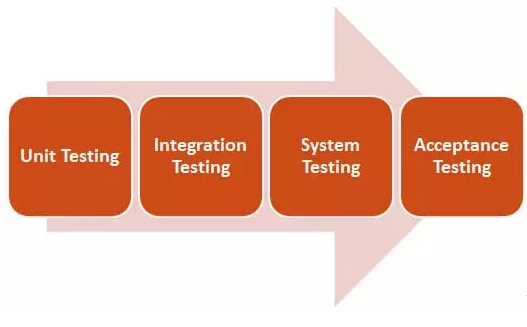 Unit Testing
Integration
Testing
System
Testing
Acceptance
Testing